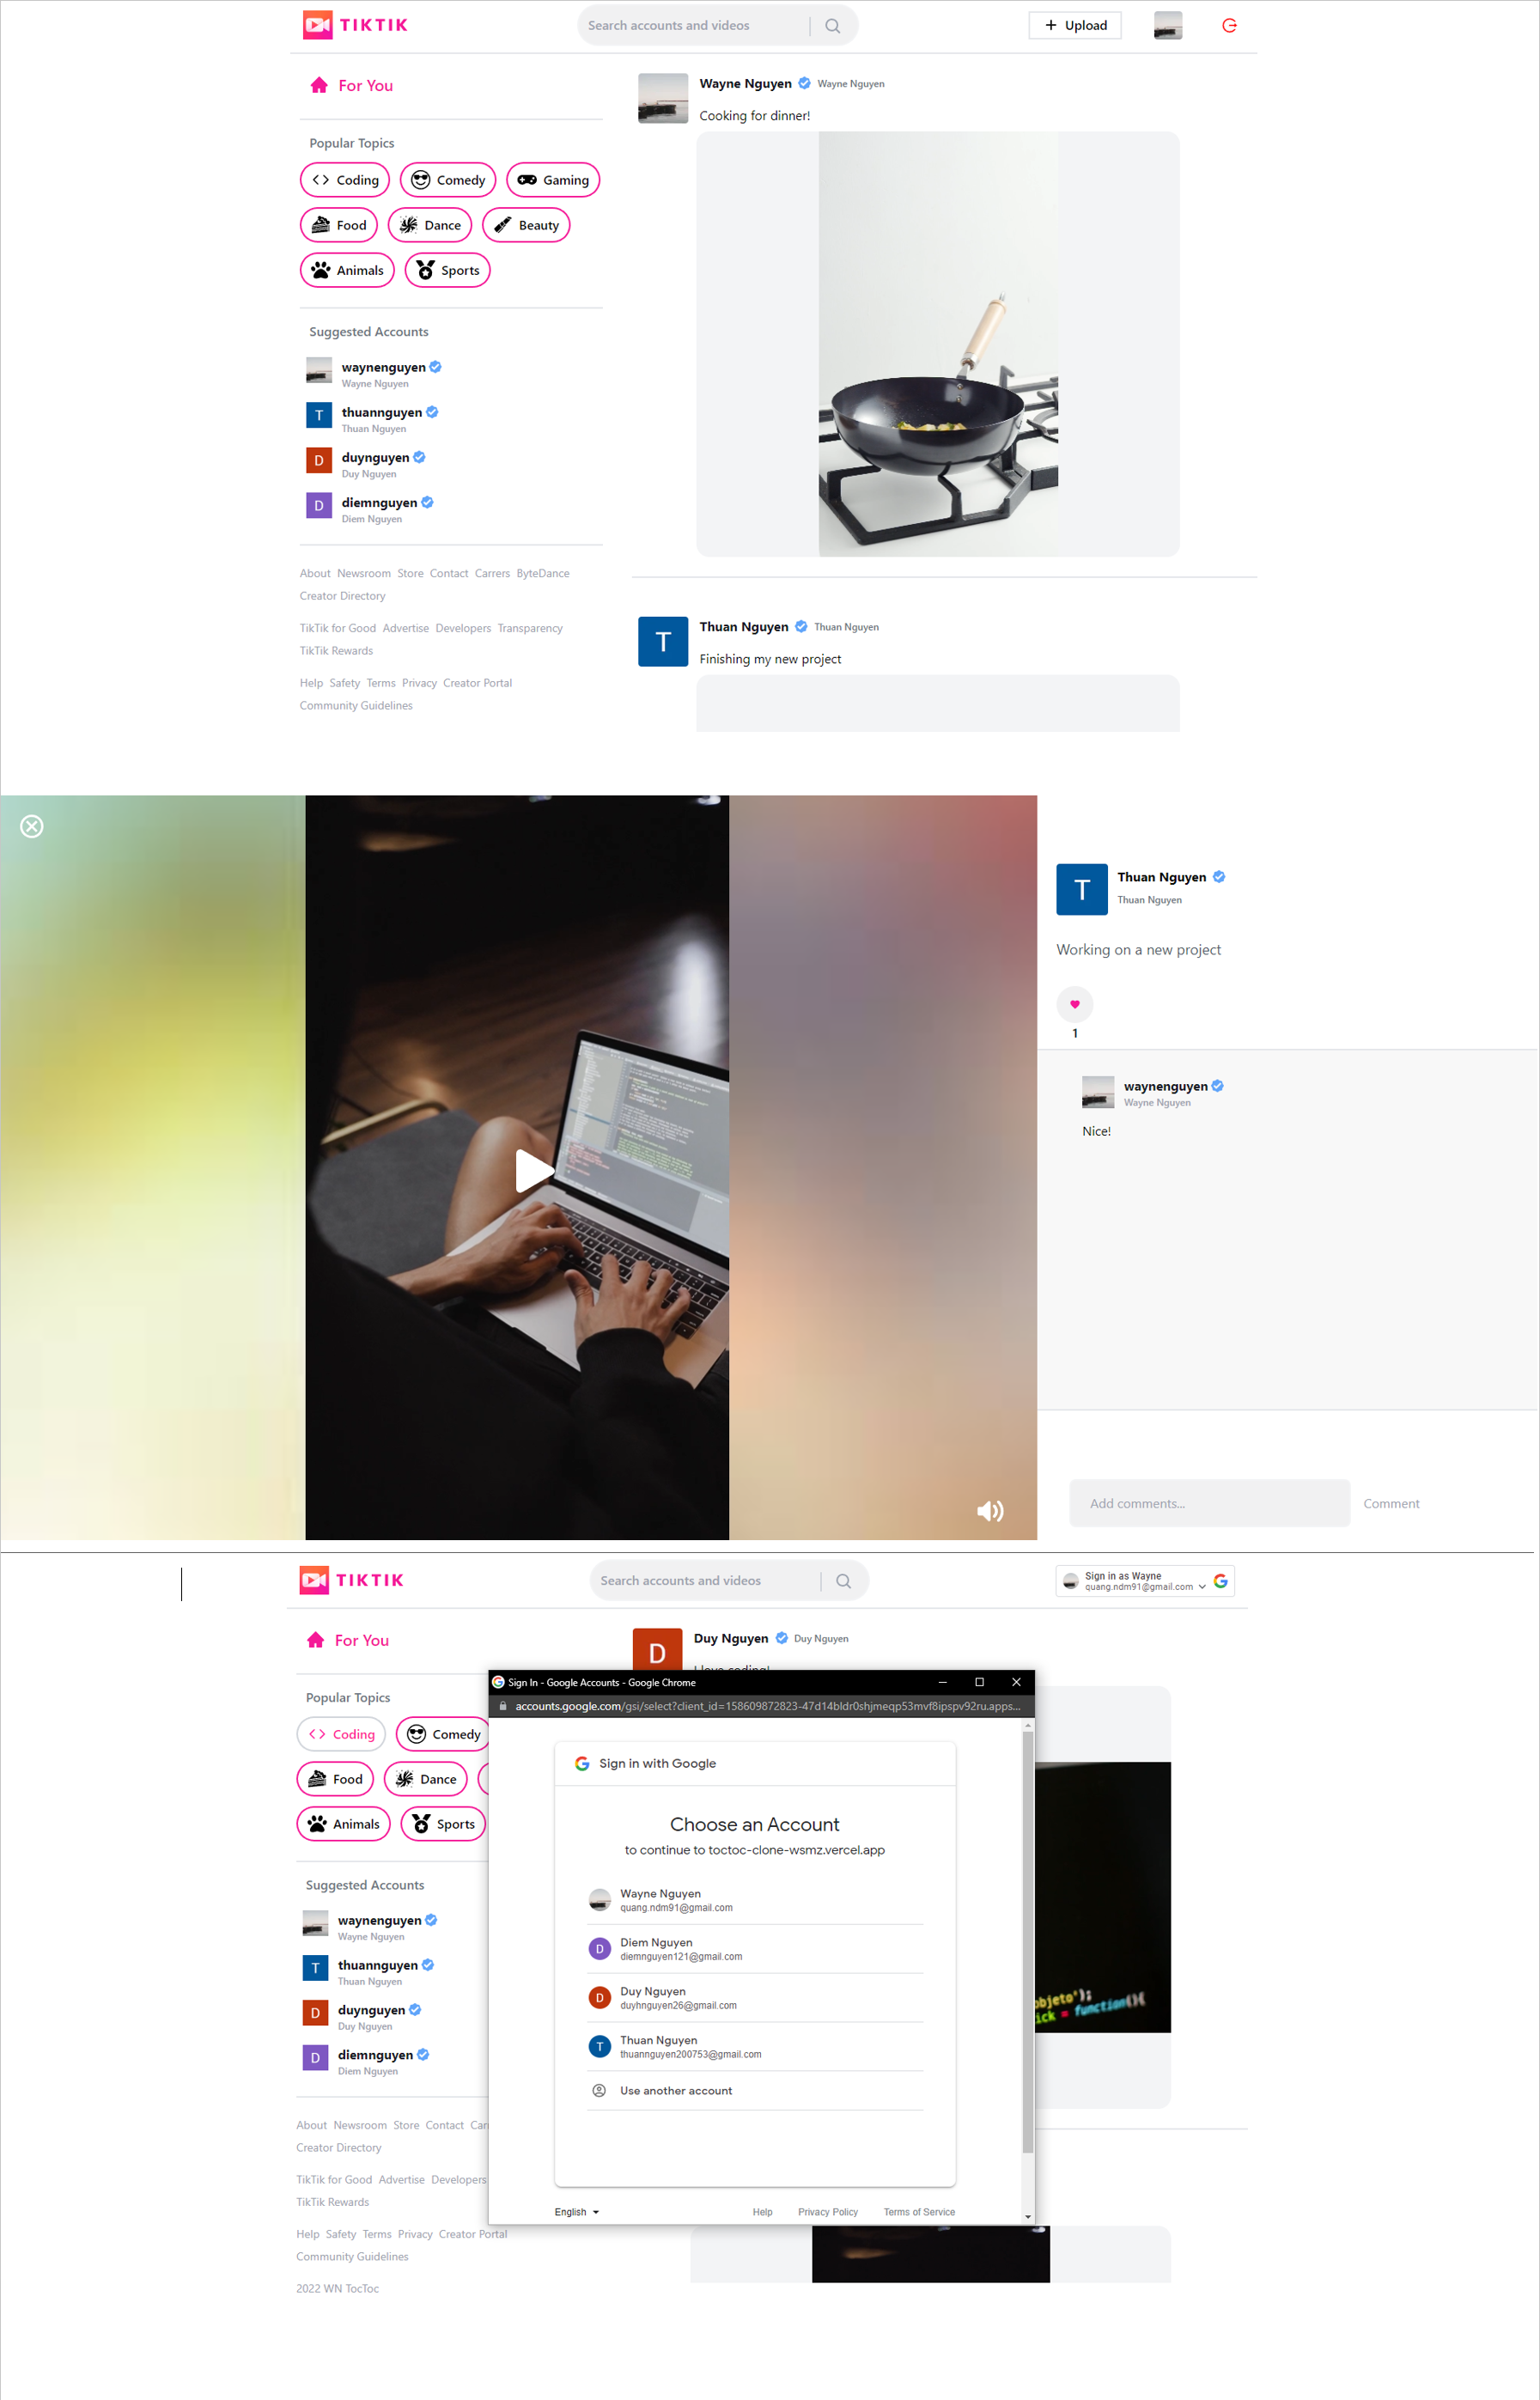 TIKTIK
Search accounts and videos
+ Upload
For You
Popular Topics
Coding
Comedy
Gaming
Food
Dance
Beauty
Animals
Sports
Suggested Accounts
waynenguyen
Wayne Nguyen
T
thuannguyen
Thuan Nguyen
D
duynguyen
Duy Nguyen
D
diemnguyen
Diem Nguyen
About Newsroom Store Contact Carrers ByteDance
Creator Directory
TikTik for Good Advertise Developers Transparency
TikTik Rewards
Help Safety Terms Privacy Creator Portal
Community Guidelines
Wayne Nguyen Wayne Nguyen
Cooking for dinner!
T
Thuan Nguyen Thuan Nguyen
Finishing my new project
T
Thuan Nguyen
Thuan Nguyen
Working on a new project
1
waynenguyen
Wayne Nguyen
Nice!
Add comments...
Comment
TIKTIK
Search accounts and videos
Sign in as Wayne
quang.ndm91@gmail.com
For You
Popular Topics
Coding
Comedy
Food
Dance
Animals
Sports
Suggested Accounts
waynenguyen
Wayne Nguyen
T
thuannguyen
Thuan Nguyen
D
duynguyen
Duy Nguyen
D
diemnguyen
Diem Nguyen
About Newsroom Store Contact
Creator Directory
TikTik for Good Advertise Developers
TikTik Rewards
Help Safety Terms Privacy Creator Portal
Community Guidelines
2022 WN TocToc
D
Duy Nguyen Duy Nguyen
I love coding!
Sign In - Google Accounts - Google Chrome
accounts.google.com/gsi/select?client_id=158609872823-47d14bldr0shjmeqp53mvf8ipspv92ru.apps...
Sign in with Google
Choose an Account
to continue to toctoc-clone-wsmz.vercel.app
Wayne Nguyen
quang.ndm91@gmail.com
D
Diem Nguyen
diemnguyen121@gmail.com
D
Duy Nguyen
duyhnguyen26@gmail.com
T
Thuan Nguyen
thuannguyen200753@gmail.com
Use another account
English
Help
Privacy Policy
Terms of Service
objeto');
ick = function(){